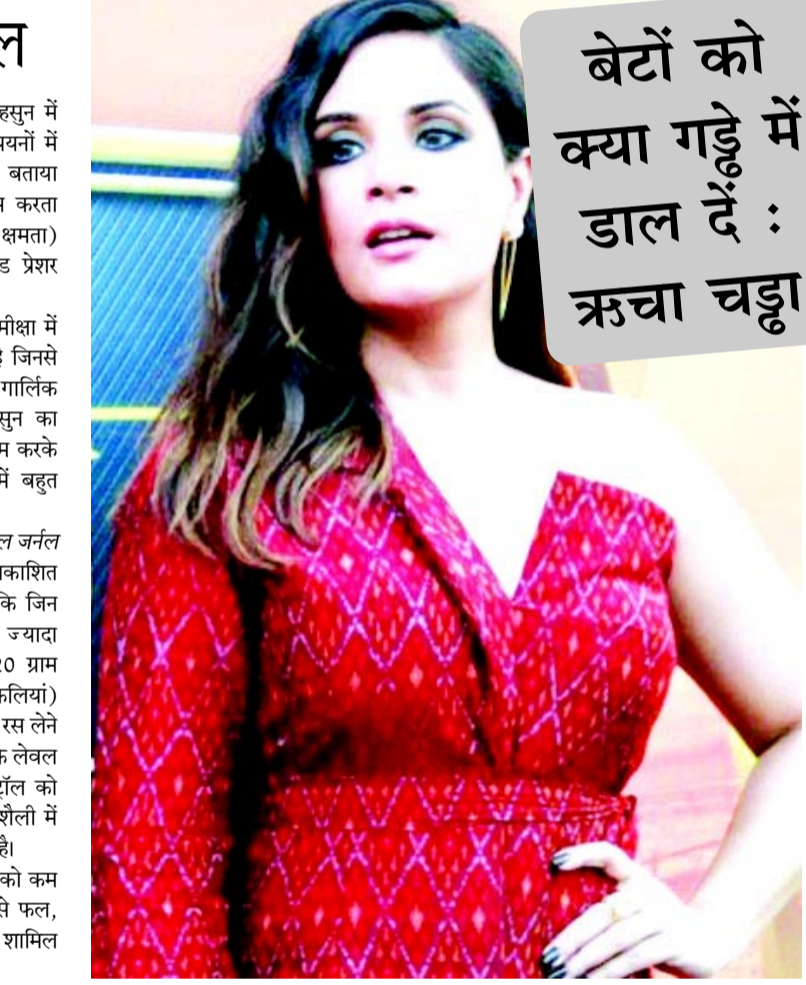 ल
हसुन में
ययनों में
बताया
करता
क्षमता)
ड प्रेशर
मीक्षा में
है जिनसे
गार्लिक
सुन का
म करके
में बहुत
ल जर्नल
काशित
कि जिन
ज्यादा
20 ग्राम
कलियां)
रस लेने
के लेवल
ट्रॉल को
शैली में
है।
को कम
से फल,
शामिल
बेटों को
क्या गड्ढे में
डाल दें :
ऋचा चड्ढा